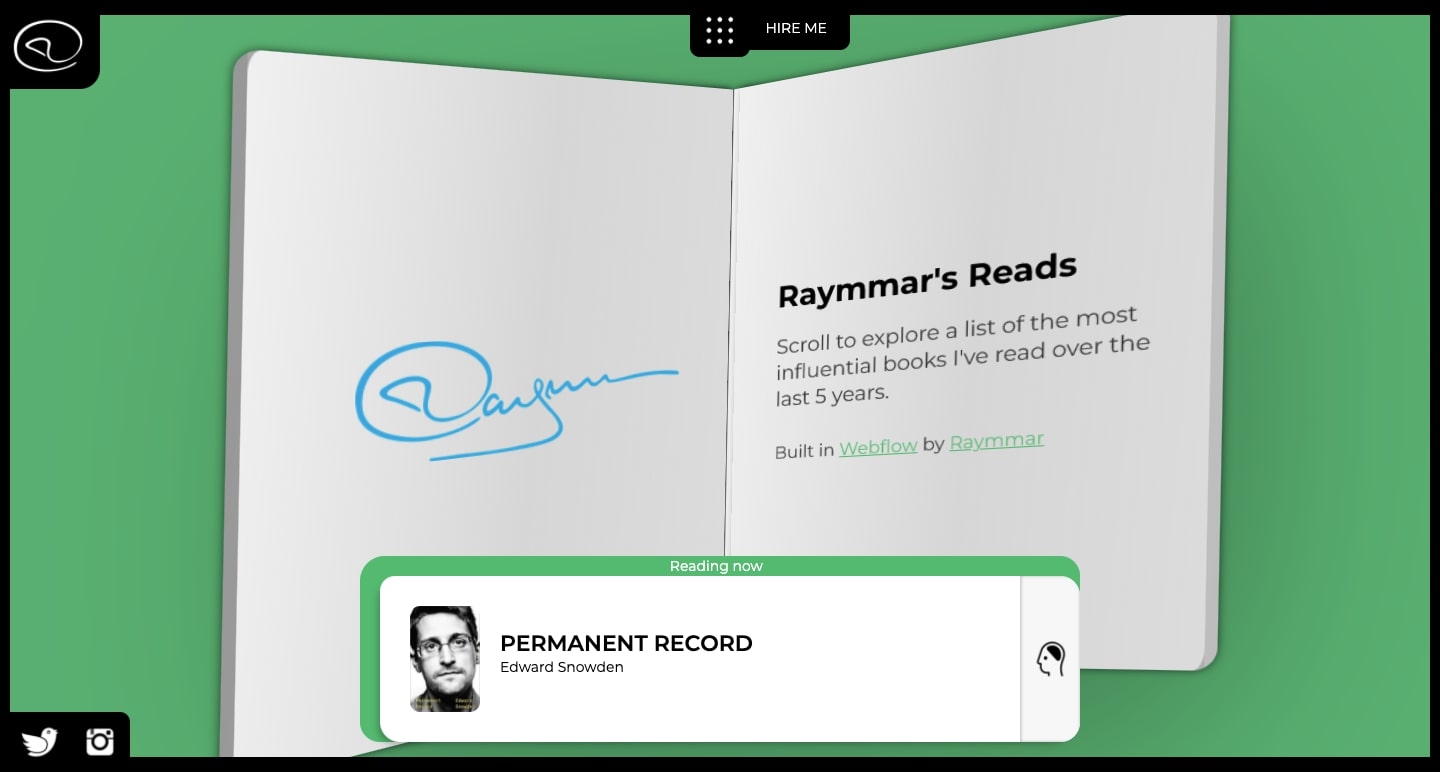 HIRE ME
Raymmar
Raymmar's Reads
Scroll to explore a list of the most
influential books I've read over the
last 5 years.
Built in Webflow by Raymmar
Reading now
PERMANENT RECORD
Edward Snowden